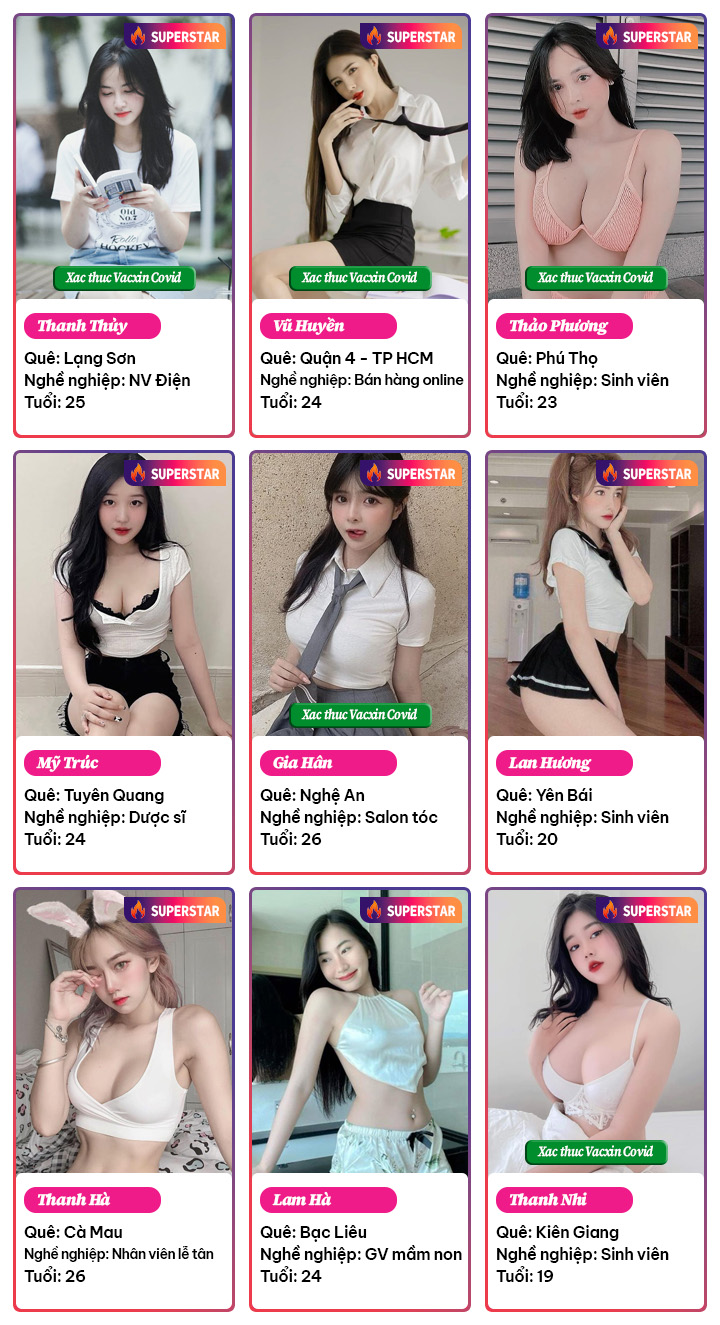 SUPERSTAR
Xac thuc Vacxin Covid
Thanh Thủy
Quê: Lạng Sơn
Nghề nghiệp: NV Điện
Tuổi: 25
SUPERSTAR
Xac thuc Vacxin Covid
Vũ Huyền
Quê: Quận 4 - TP HCM
Nghề nghiệp: Bán hàng online
Tuổi: 24
SUPERSTAR
Xac thuc Vacxin Covid
Thảo Phương
Quê: Phú Thọ
Nghề nghiệp: Sinh viên
Tuổi: 23
SUPERSTAR
Mỹ Trúc
Quê: Tuyên Quang
Nghề nghiệp: Dược sĩ
Tuổi: 24
SUPERSTAR
Xac thuc Vacxin Covid
Gia Hân
Quê: Nghệ An
Nghề nghiệp: Salon tóc
Tuổi: 26
SUPERSTAR
Lan Hương
Quê: Yên Bái
Nghề nghiệp: Sinh viên
Tuổi: 20
SUPERSTAR
Thanh Hà
Quê: Cà Mau
Nghề nghiệp: Nhân viên lễ tân
Tuổi: 26
SUPERSTAR
Lam Hà
Quê: Bạc Liêu
Nghề nghiệp: GV mầm non
Tuổi: 24
SUPERSTAR
Xac thuc Vacxin Covid
Thanh Nhi
Quê: Kiên Giang
Nghề nghiệp: Sinh viên
Tuổi: 19